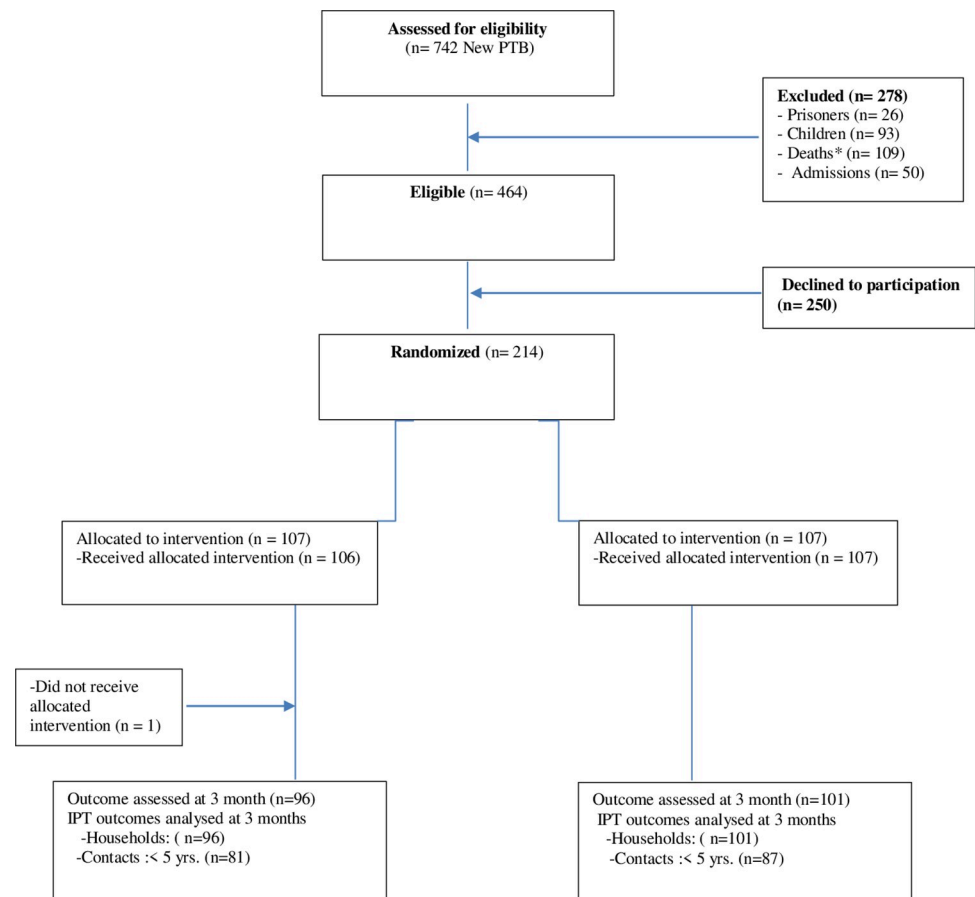 Assessed for eligibility
(n= 742 New PTB)
Excluded (n= 278)
- Prisoners (n= 26)
- Children (n= 93)
- Deaths* (n= 109)
- Admissions (n= 50)
Eligible (n= 464)
Declined to participation
(n= 250)
Randomized (n= 214)
Allocated to intervention (n = 107)
-Received allocated intervention (n = 106)
Allocated to intervention (n = 107)
-Received allocated intervention (n = 107)
-Did not receive
allocated
intervention (n = 1)
Outcome assessed at 3 month (n=96)
IPT outcomes analysed at 3 months
-Households: ( n=96)
-Contacts :< 5 yrs. (n=81)
Outcome assessed at 3 month (n=101)
IPT outcomes analysed at 3 months
-Households: ( n=101)
-Contacts :< 5 yrs. (n=87)